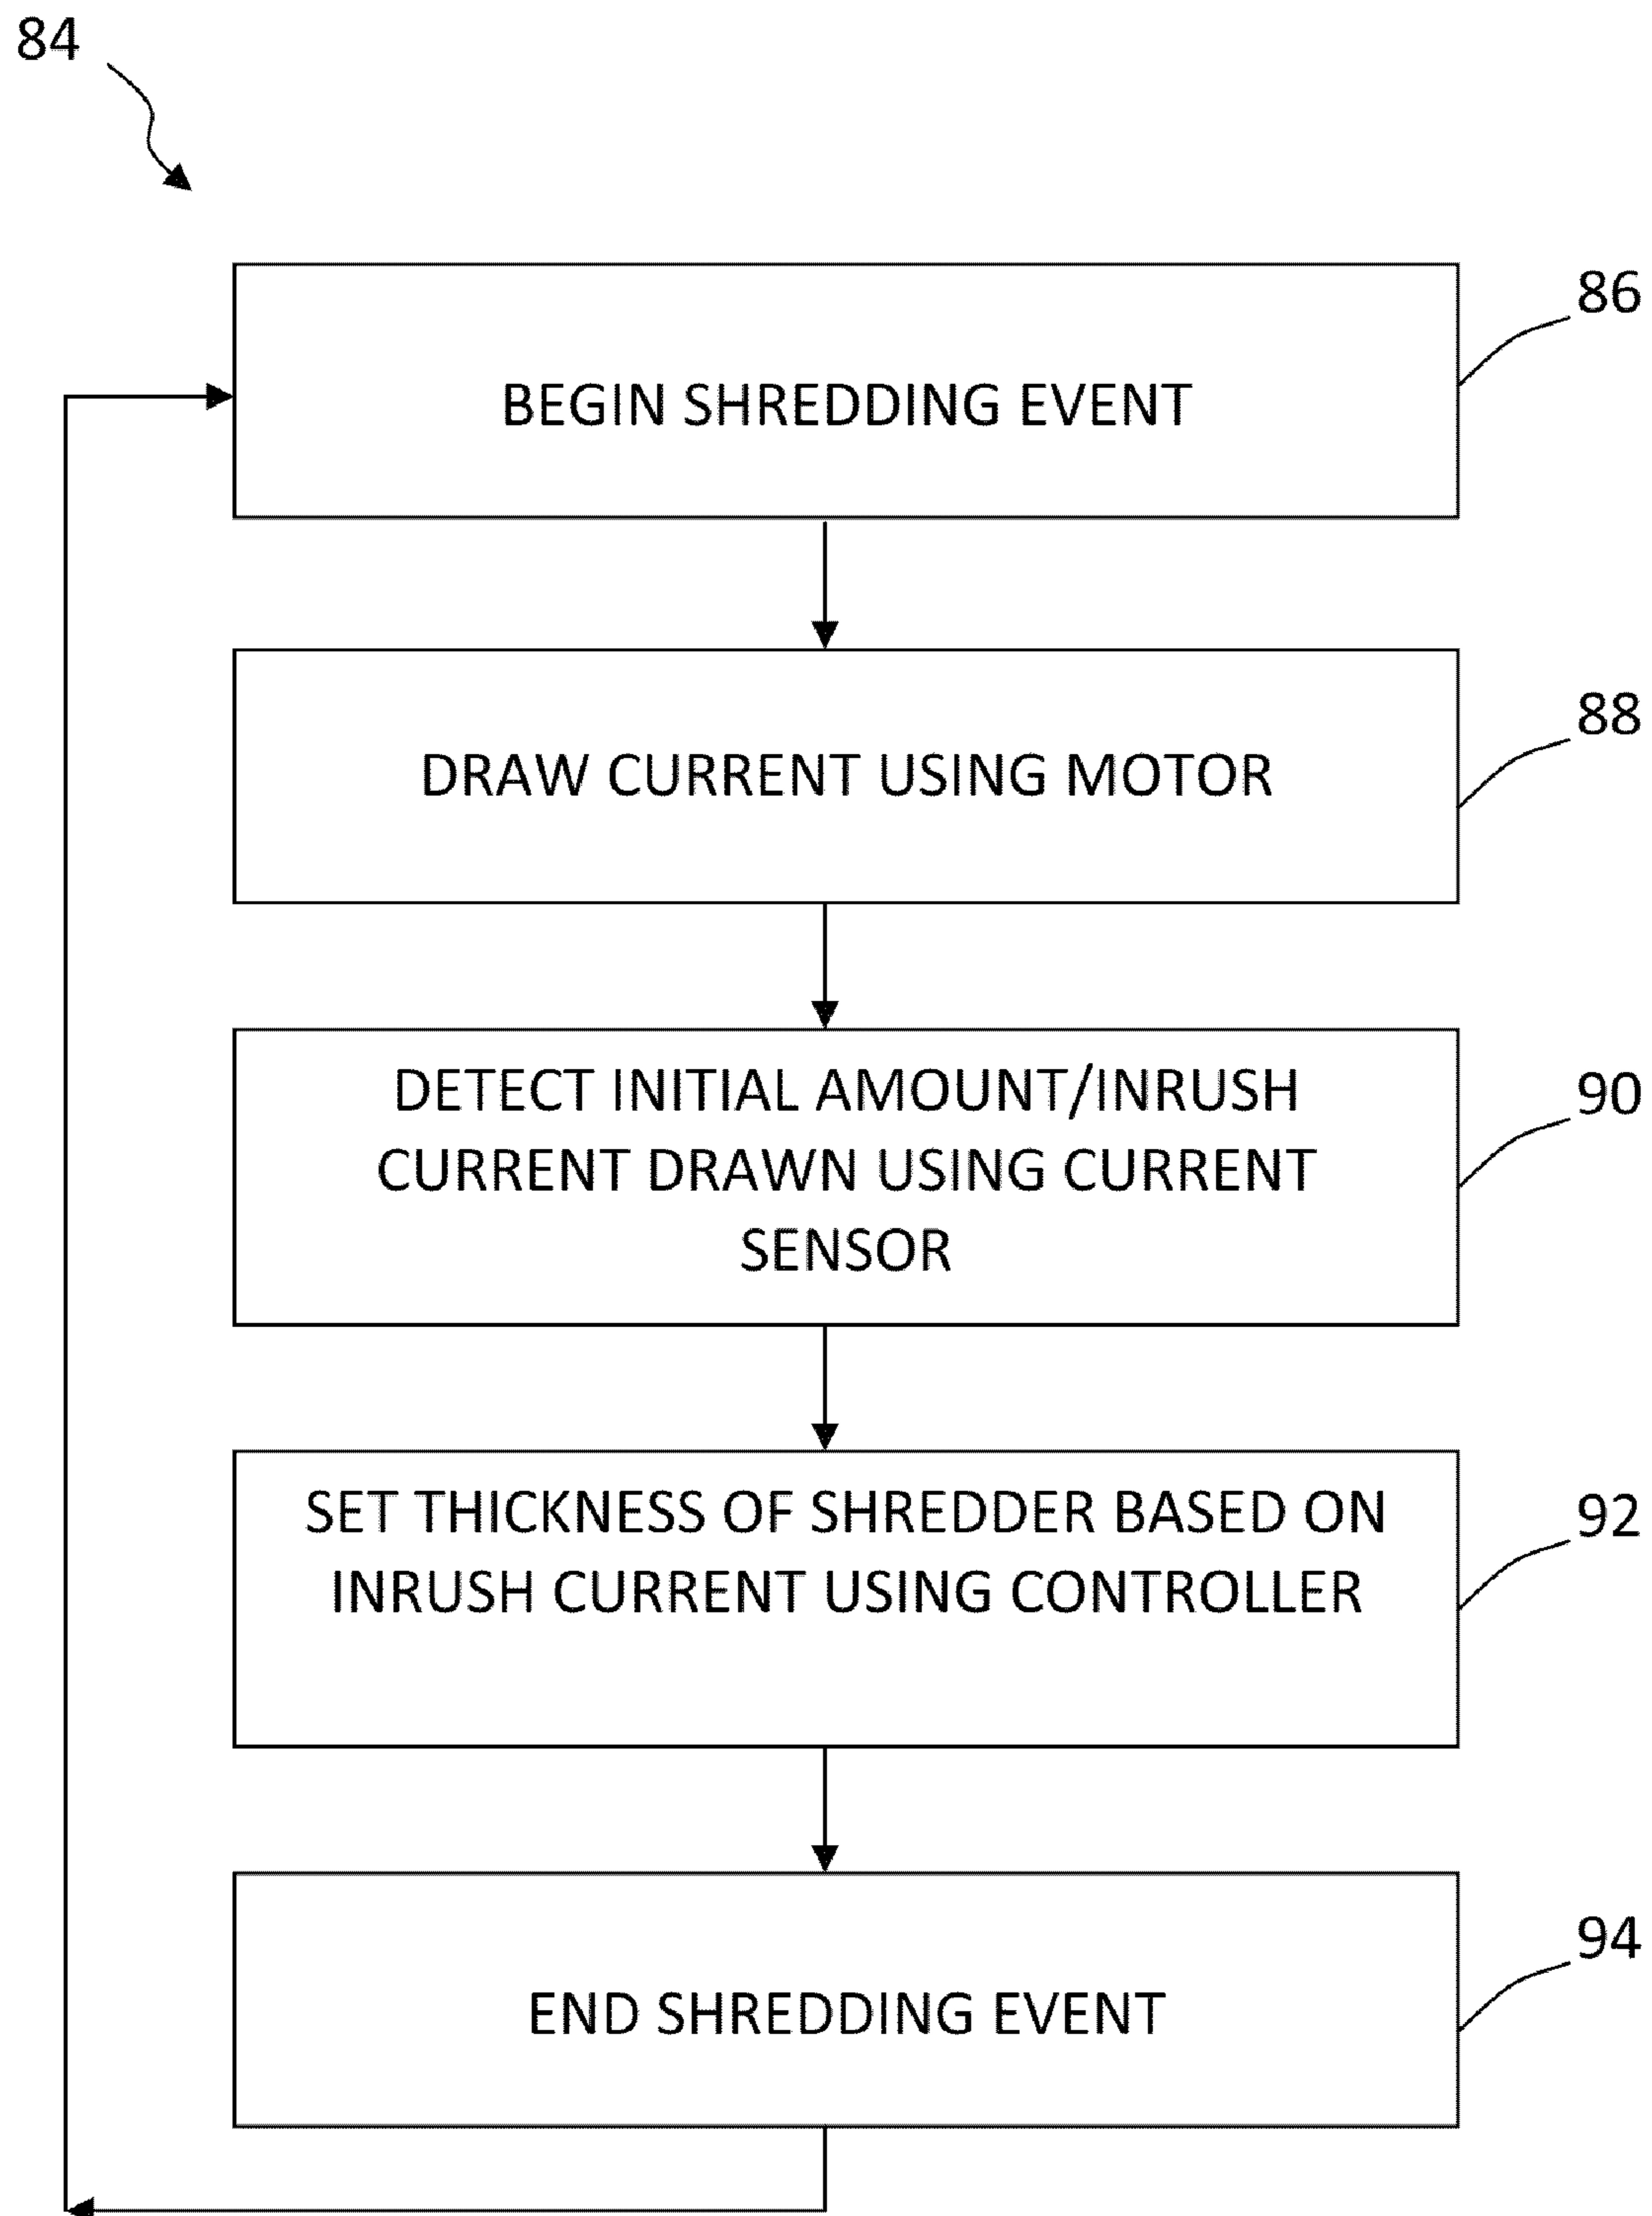 84
86
BEGIN SHREDDING EVENT
88
DRAW CURRENT USING MOTOR
90
DETECT INITIAL AMOUNT/INRUSH
CURRENT DRAWN USING CURRENT
SENSOR
92
SET THICKNESS OF SHREDDER BASED ON
INRUSH CURRENT USING CONTROLLER
94
END SHREDDING EVENT